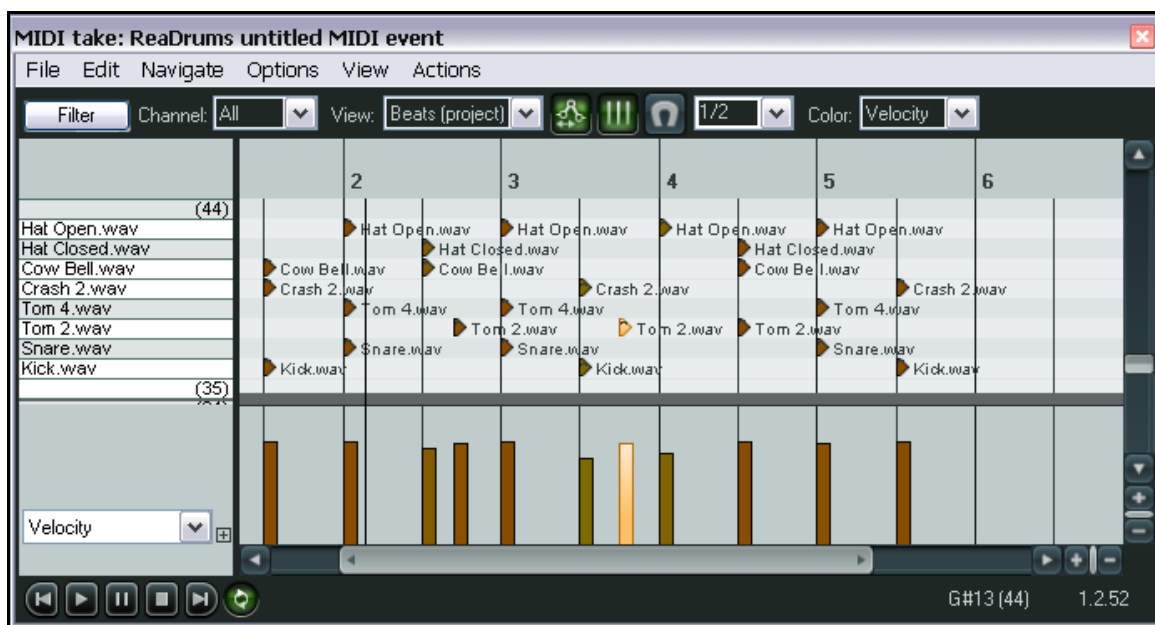 MIDI take: ReaDrums untitled MIDI event
File Edit Navigate Options View Actions
Filter Channel: All View: Beats (project) 1/2 Color: Velocity
2 3 4 5 6
(44)
Hat Open.wav Hat Open.wav Hat Open.wav Hat Open.wav Hat Open.wav
Hat Closed.wav Hat Closed.wav Hat Closed.wav
Cow Bell.wav Cow Bell.wav Cow Bell.wav Cow Bell.wav
Crash 2.wav Crash 2.wav Crash 2.wav Crash 2.wav
Tom 4.wav Tom 4.wav Tom 4.wav Tom 4.wav
Tom 2.wav Tom 2.wav Tom 2.wav Tom 2.wav
Snare.wav Snare.wav Snare.wav Snare.wav
Kick.wav Kick.wav Kick.wav Kick.wav
(35)
Velocity
G#13 (44) 1.2.52